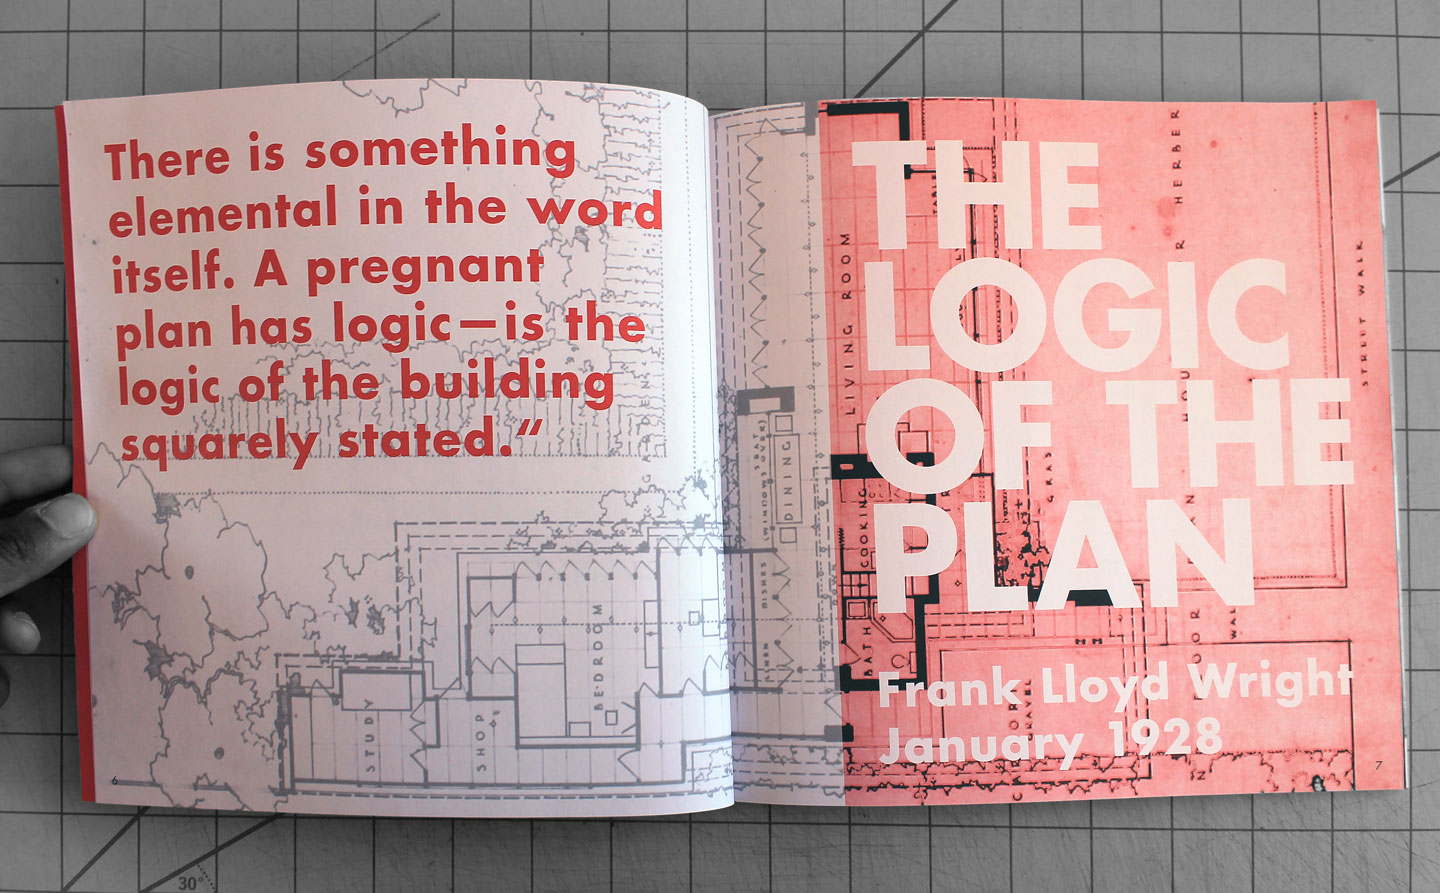 There is something
elemental in the word
itself. A pregnant
plan has logic—is the
logic of the building
squarely stated.“
STUDY
SHOP
BEDROOM
6
DINING
DISHES
THE
LOGIC
OF THE
PLAN
Frank Lloyd Wright
January 1928
LIVING ROOM
COOKING
BATH
HERBER
STREET WALK
7
30°